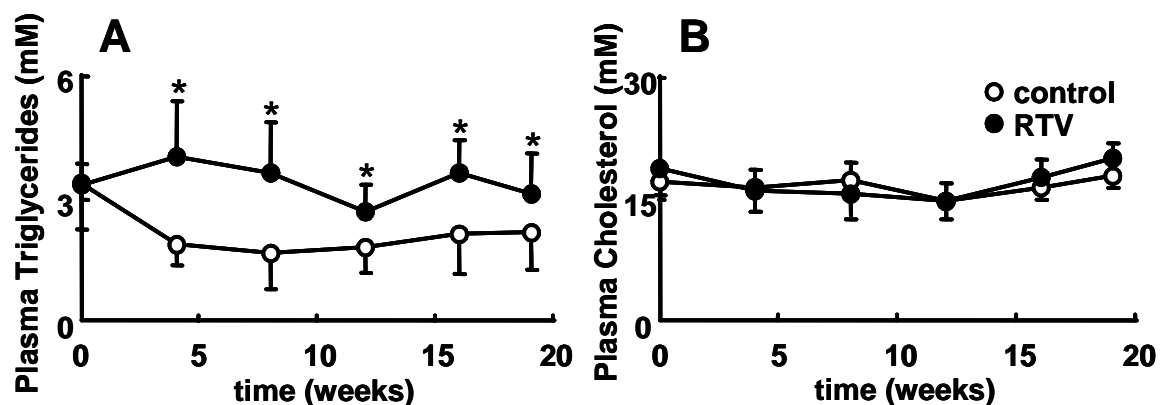 A
Plasma Triglycerides (mM)
6
3
0
* * * * *
0 5 10 15 20
time (weeks)
B
Plasma Cholesterol (mM)
30
15
0
control
RTV
0 5 10 15 20
time (weeks)